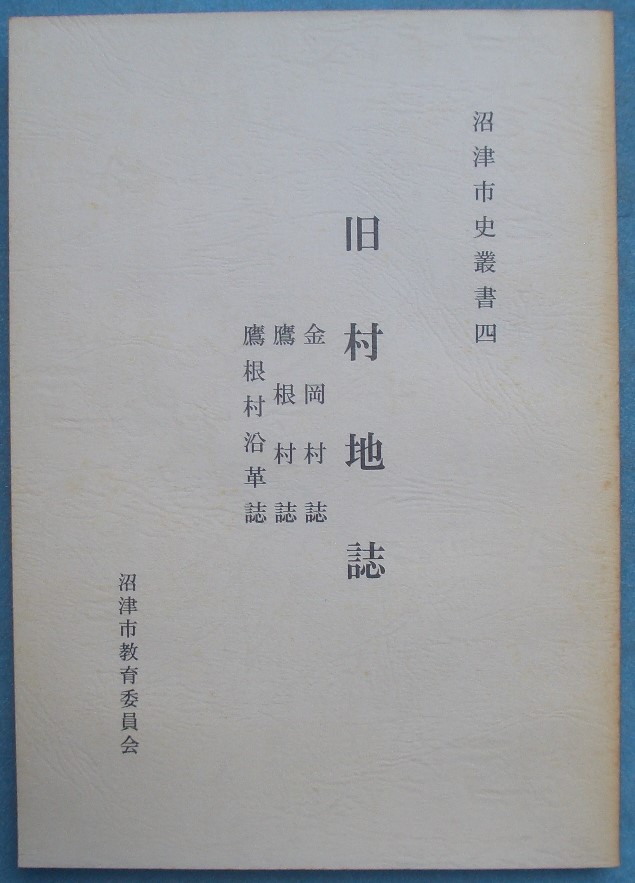 沼津市史叢書四
旧村地誌
金岡村誌
鷹根村誌
鷹根村沿革誌
沼津市教育委員会